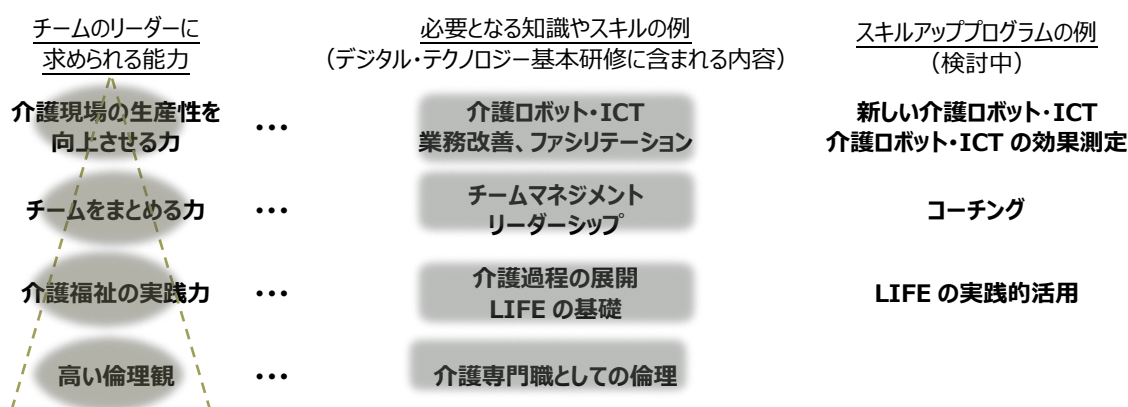 チームのリーダーに
求められる能力
必要となる知識やスキルの例
（デジタル・テクノロジー基本研修に含まれる内容）
スキルアッププログラムの例
（検討中）
介護現場の生産性を
向上させる力
…
介護ロボット・ICT
業務改善、ファシリテーション
新しい介護ロボット・ICT
介護ロボット・ICT の効果測定
チームをまとめる力
…
チームマネジメント
リーダーシップ
コーチング
介護福祉の実践力
…
介護過程の展開
LIFE の基礎
LIFE の実践的活用
高い倫理観
…
介護専門職としての倫理